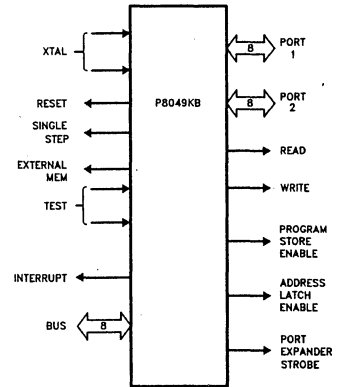 XTAL
RESET
SINGLE
STEP
EXTERNAL
MEM
TEST
INTERRUPT
BUS
8
P8049KB
8
PORT
1
8
PORT
2
READ
WRITE
PROGRAM
STORE
ENABLE
ADDRESS
LATCH
ENABLE
PORT
EXPANDER
STROBE